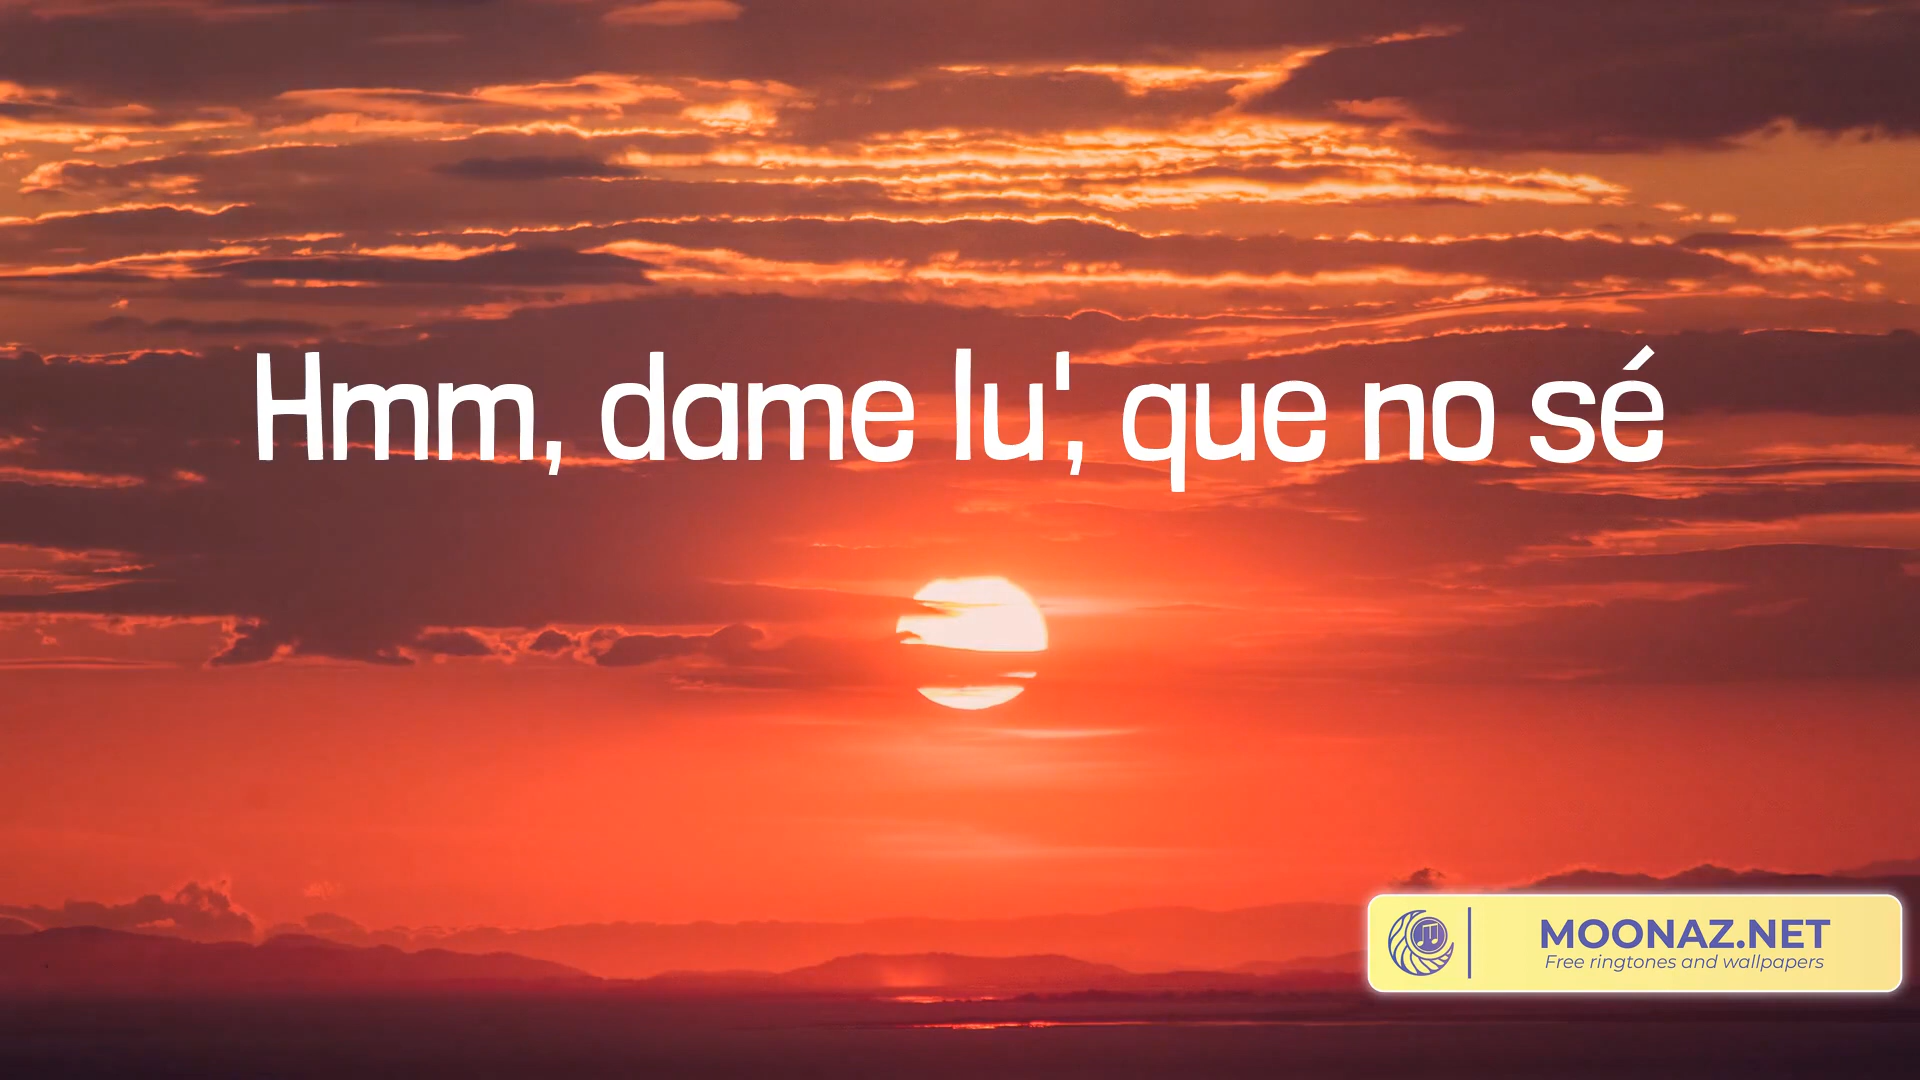 Hmm, dame lu', que no sé
MOONAZ.NET
Free ringtones and wallpapers